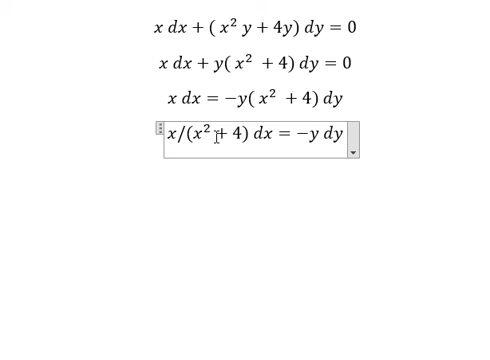 x dx + ( x² y + 4y) dy = 0
x dx + y( x² + 4) dy = 0
x dx = −y( x² + 4) dy
x/(x² + 4) dx = −y dy